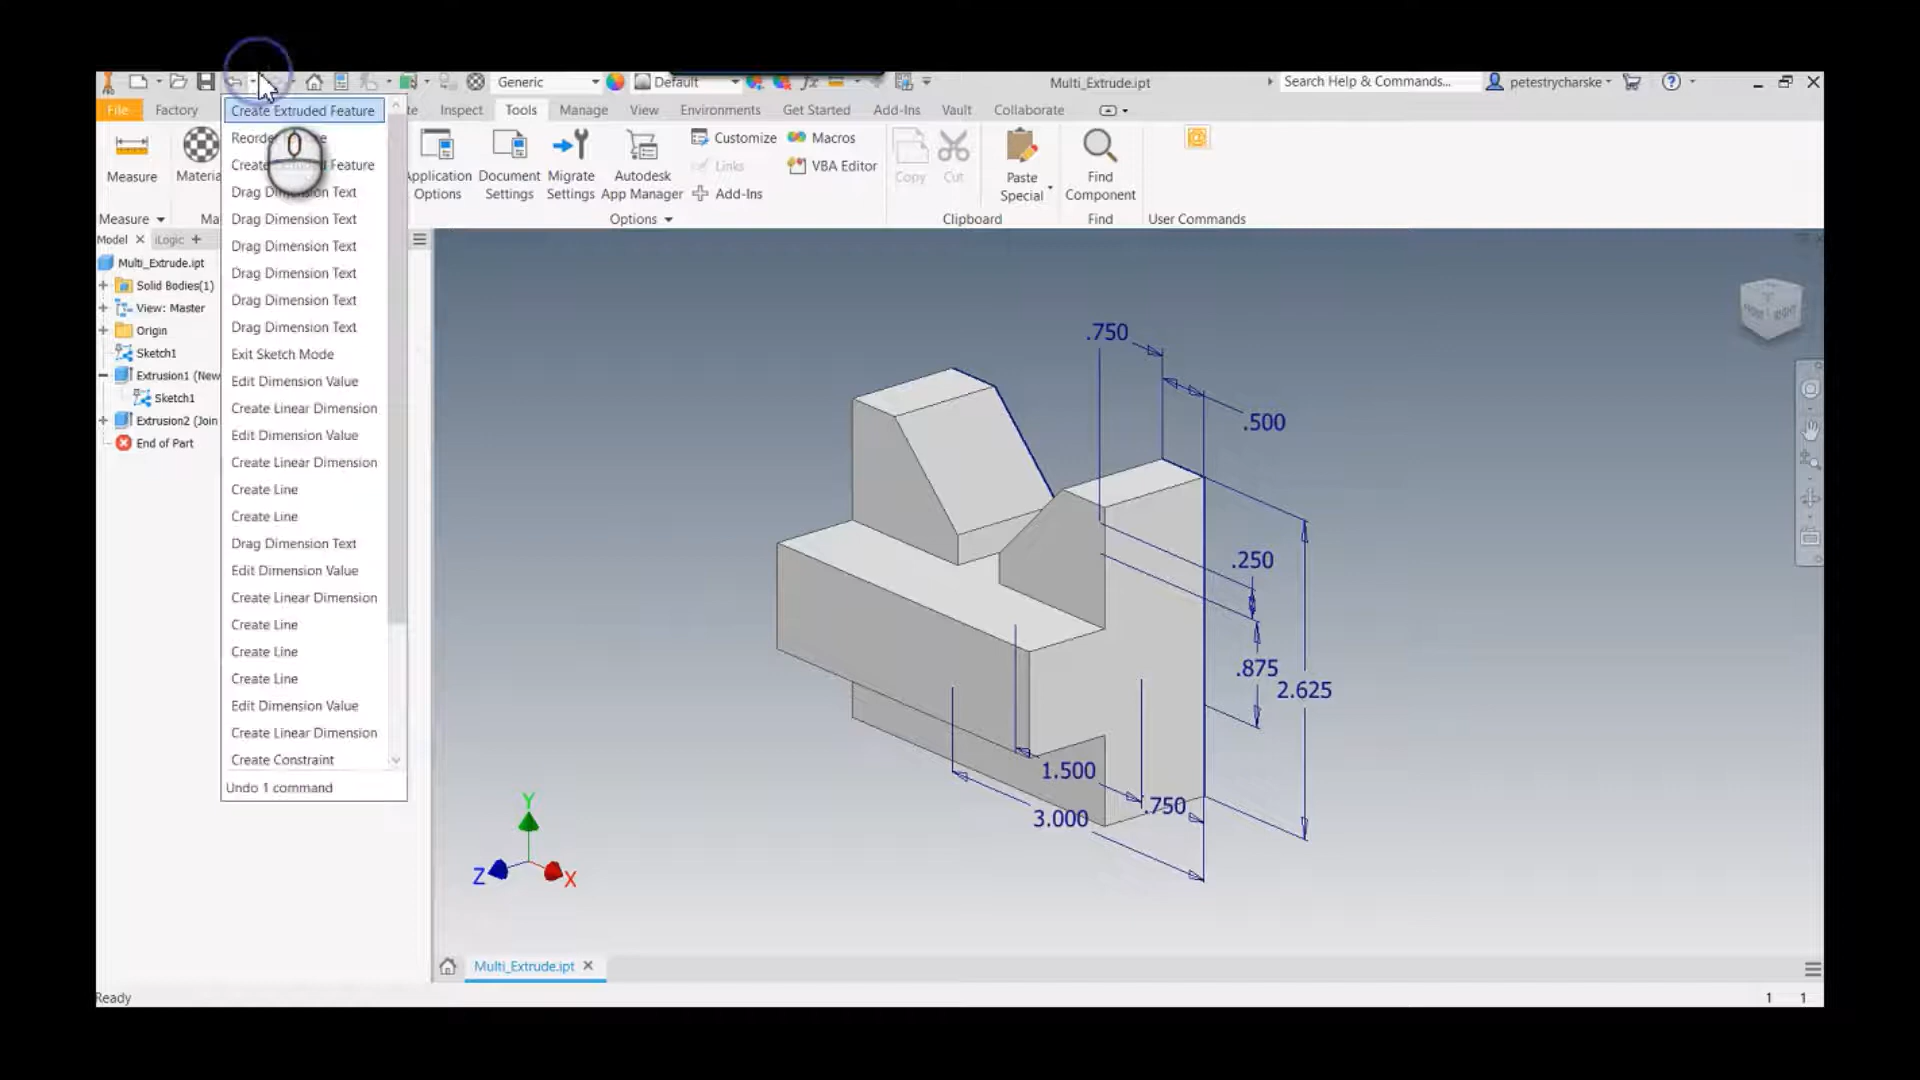 Generic
Default
Multi_Extrude.ipt
Search Help & Commands...
petestrycharske
File
Factory
Inspect
Tools
Manage
View
Environments
Get Started
Add-Ins
Vault
Collaborate
Measure
Application Options
Document Settings
Migrate Settings
Autodesk App Manager
Customize
Links
Add-Ins
Macros
VBA Editor
Copy
Cut
Paste Special
Find Component
Measure
Options
Clipboard
Find
User Commands
Model
iLogic
Multi_Extrude.ipt
Solid Bodies(1)
View: Master
Origin
Sketch1
Extrusion1 (New
Sketch1
Extrusion2 (Join
End of Part
Create Extruded Feature
Drag Dimension Text
Drag Dimension Text
Drag Dimension Text
Drag Dimension Text
Drag Dimension Text
Drag Dimension Text
Exit Sketch Mode
Edit Dimension Value
Create Linear Dimension
Edit Dimension Value
Create Linear Dimension
Create Line
Create Line
Drag Dimension Text
Edit Dimension Value
Create Linear Dimension
Create Line
Create Line
Create Line
Edit Dimension Value
Create Linear Dimension
Create Constraint
Undo 1 command
.750
.500
.250
.875
2.625
1.500
.750
3.000
Y
Z
X
Multi_Extrude.ipt
Ready
1 1